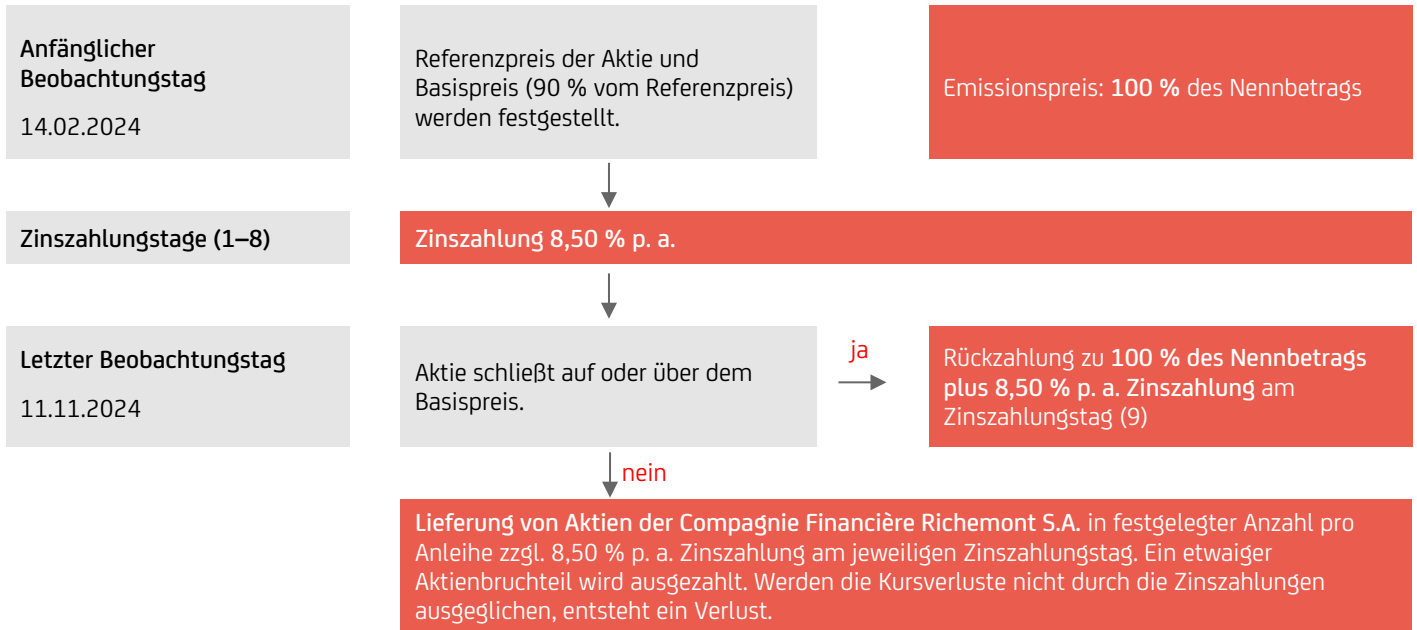 Anfänglicher
Beobachtungstag
14.02.2024
Referenzpreis der Aktie und
Basispreis (90 % vom Referenzpreis)
werden festgestellt.
Emissionspreis: 100 % des Nennbetrags
Zinszahlungstage (1–8)
Zinszahlung 8,50 % p. a.
Letzter Beobachtungstag
11.11.2024
Aktie schließt auf oder über dem
Basispreis.
ja
Rückzahlung zu 100 % des Nennbetrags
plus 8,50 % p. a. Zinszahlung am
Zinszahlungstag (9)
nein
Lieferung von Aktien der Compagnie Financière Richemont S.A. in festgelegter Anzahl pro
Anleihe zzgl. 8,50 % p. a. Zinszahlung am jeweiligen Zinszahlungstag. Ein etwaiger
Aktienbruchteil wird ausgezahlt. Werden die Kursverluste nicht durch die Zinszahlungen
ausgeglichen, entsteht ein Verlust.